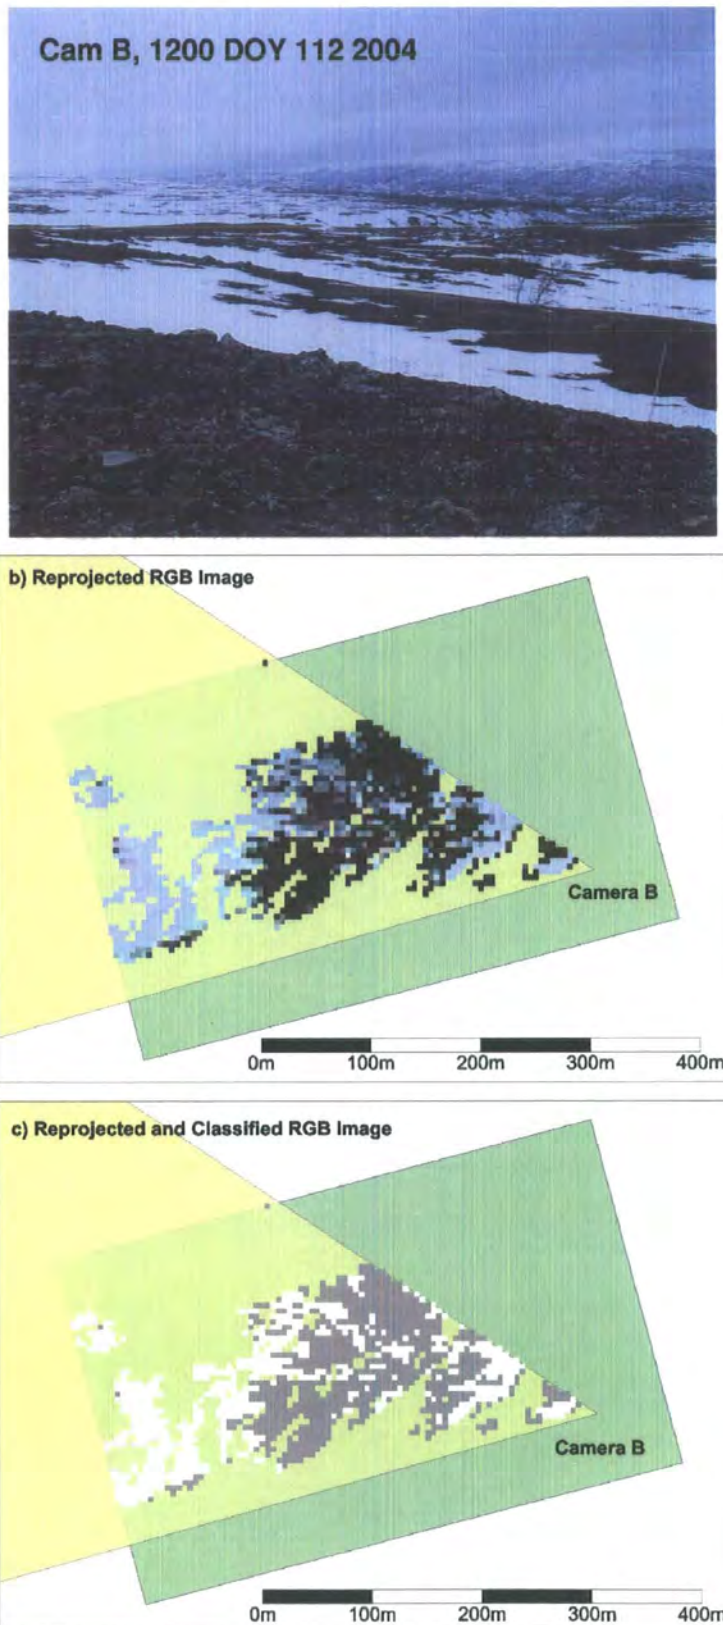 Cam B, 1200 DOY 112 2004
b) Reprojected RGB Image
Camera B
0m 100m 200m 300m 400m
c) Reprojected and Classified RGB Image
Camera B
0m 100m 200m 300m 400m